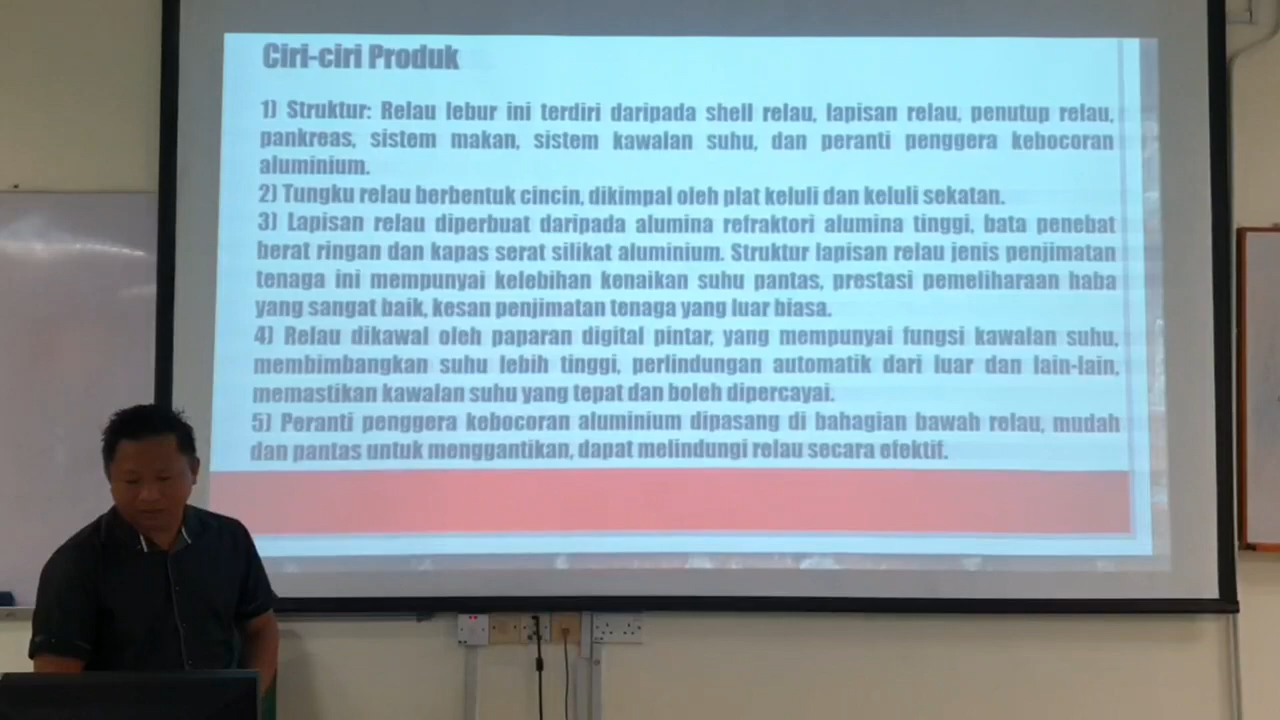 Ciri-ciri Produk
1) Struktur: Relau lebur ini terdiri daripada shell relau, lapisan relau, penutup relau,
pankreas, sistem makan, sistem kawalan suhu, dan peranti penggera kebocoran
aluminium.
2) Tungku relau berbentuk cincin, dikimpal oleh plat keluli dan keluli sekatan.
3) Lapisan relau diperbuat daripada alumina refraktori alumina tinggi, bata penebat
berat ringan dan kapas serat silikat aluminium. Struktur lapisan relau jenis penjimatan
tenaga ini mempunyai kelebihan kenaikan suhu pantas, prestasi pemeliharaan haba
yang sangat baik, kesan penjimatan tenaga yang luar biasa.
4) Relau dikawal oleh paparan digital pintar, yang mempunyai fungsi kawalan suhu,
membimbangkan suhu lebih tinggi, perlindungan automatik dari luar dan lain-lain,
memastikan kawalan suhu yang tepat dan boleh dipercayai.
5) Peranti penggera kebocoran aluminium dipasang di bahagian bawah relau, mudah
dan pantas untuk menggantikan, dapat melindungi relau secara efektif.